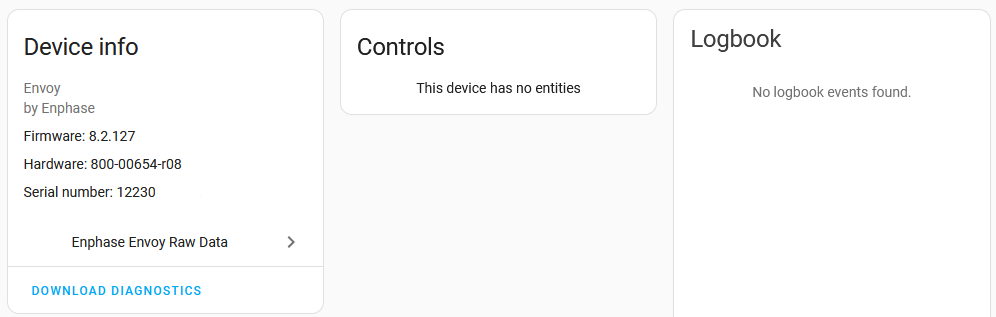 Device info
Envoy
by Enphase
Firmware: 8.2.127
Hardware: 800-00654-r08
Serial number: 12230
Enphase Envoy Raw Data
DOWNLOAD DIAGNOSTICS
Controls
This device has no entities
Logbook
No logbook events found.